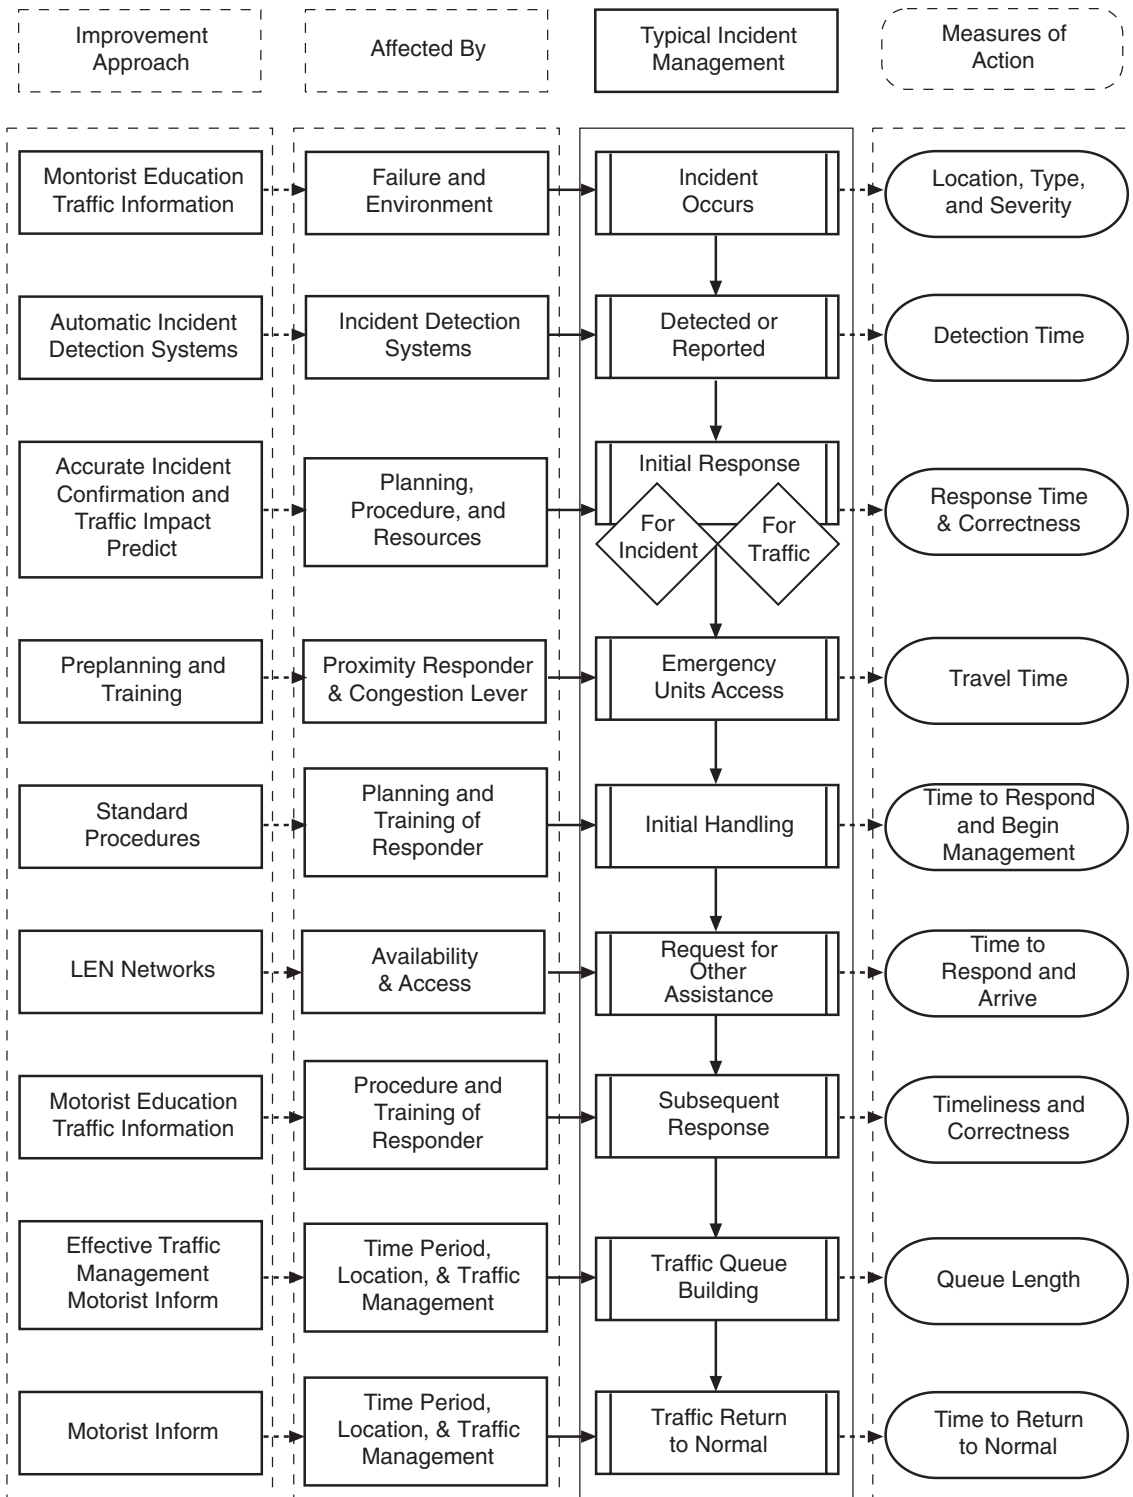 Improvement
Approach
Affected By
Typical Incident
Management
Measures of
Action
Montorist Education
Traffic Information
Failure and
Environment
Incident
Occurs
Location, Type,
and Severity
Automatic Incident
Detection Systems
Incident Detection
Systems
Detected or
Reported
Detection Time
Accurate Incident
Confirmation and
Traffic Impact
Predict
Planning,
Procedure, and
Resources
Initial Response
For
Incident
For
Traffic
Response Time
& Correctness
Preplanning and
Training
Proximity Responder
& Congestion Lever
Emergency
Units Access
Travel Time
Standard
Procedures
Planning and
Training of
Responder
Initial Handling
Time to Respond
and Begin
Management
LEN Networks
Availability
& Access
Request for
Other
Assistance
Time to
Respond and
Arrive
Motorist Education
Traffic Information
Procedure and
Training of
Responder
Subsequent
Response
Timeliness and
Correctness
Effective Traffic
Management
Motorist Inform
Time Period,
Location, & Traffic
Management
Traffic Queue
Building
Queue Length
Motorist Inform
Time Period,
Location, & Traffic
Management
Traffic Return
to Normal
Time to Return
to Normal